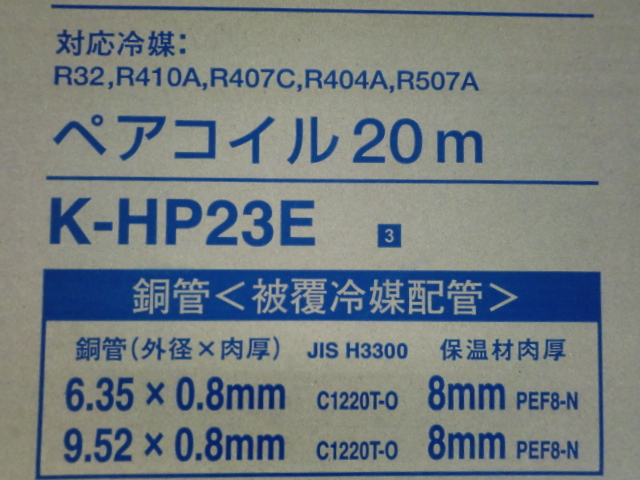 対応冷媒:
R32,R410A,R407C,R404A,R507A
ペアコイル20m
K-HP23E 3
銅管<被覆冷媒配管>
銅管(外径×肉厚) JIS H3300 保温材肉厚
6.35×0.8mm C1220T-O 8mm PEF8-N
9.52×0.8mm C1220T-O 8mm PEF8-N